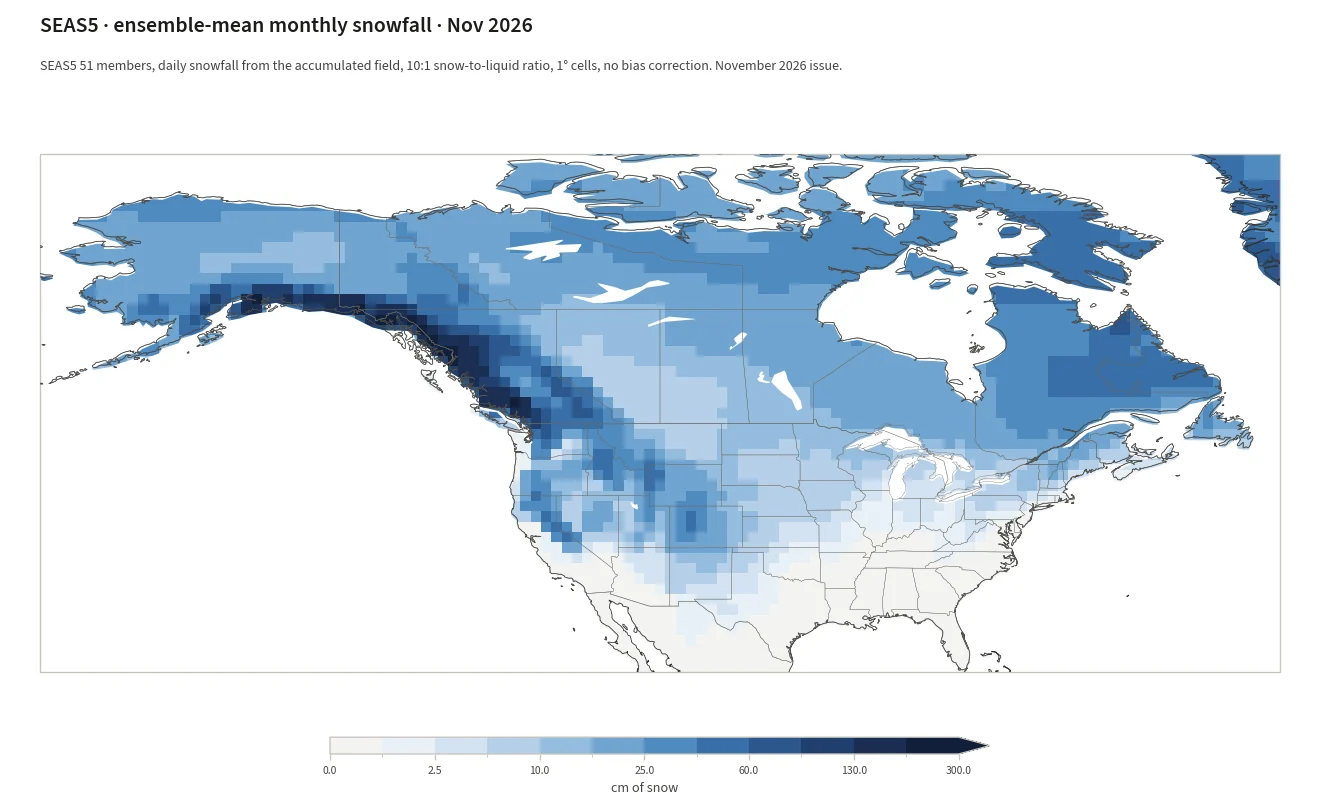 SEAS5 · ensemble-mean monthly snowfall · Nov 2026
SEAS5 51 members, daily snowfall from the accumulated field, 10:1 snow-to-liquid ratio, 1° cells, no bias correction. November 2026 issue.
0.0 2.5 10.0 25.0 60.0 130.0 300.0
cm of snow